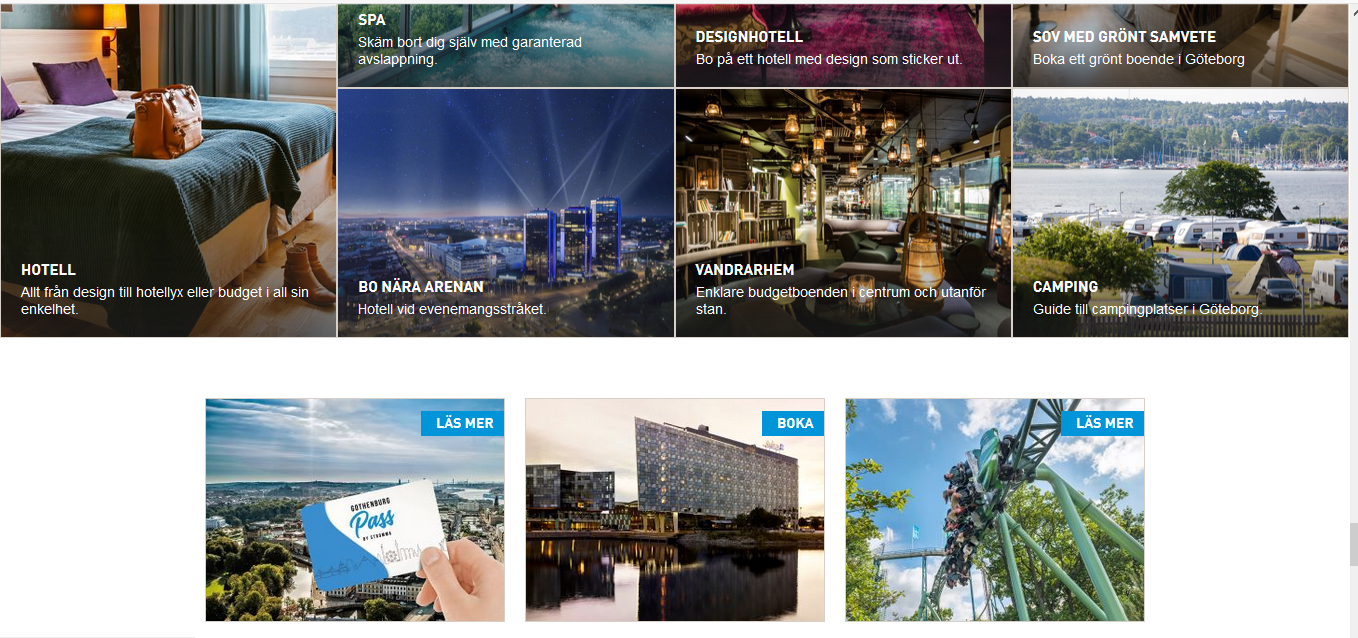 SPA
Skäm bort dig själv med garanterad
avslappning.
DESIGNHOTELL
Bo på ett hotell med design som sticker ut.
SOV MED GRÖNT SAMVETE
Boka ett grönt boende i Göteborg
HOTELL
Allt från design till hotellyx eller budget i all sin
enkelhet.
BO NÄRA ARENAN
Hotell vid evenemangsstråket.
VANDRARHEM
Enklare budgetboenden i centrum och utanför
stan.
CAMPING
Guide till campingplatser i Göteborg.
LÄS MER
GOTHENBURG
Pass
BY STROMMA
BOKA
LÄS MER